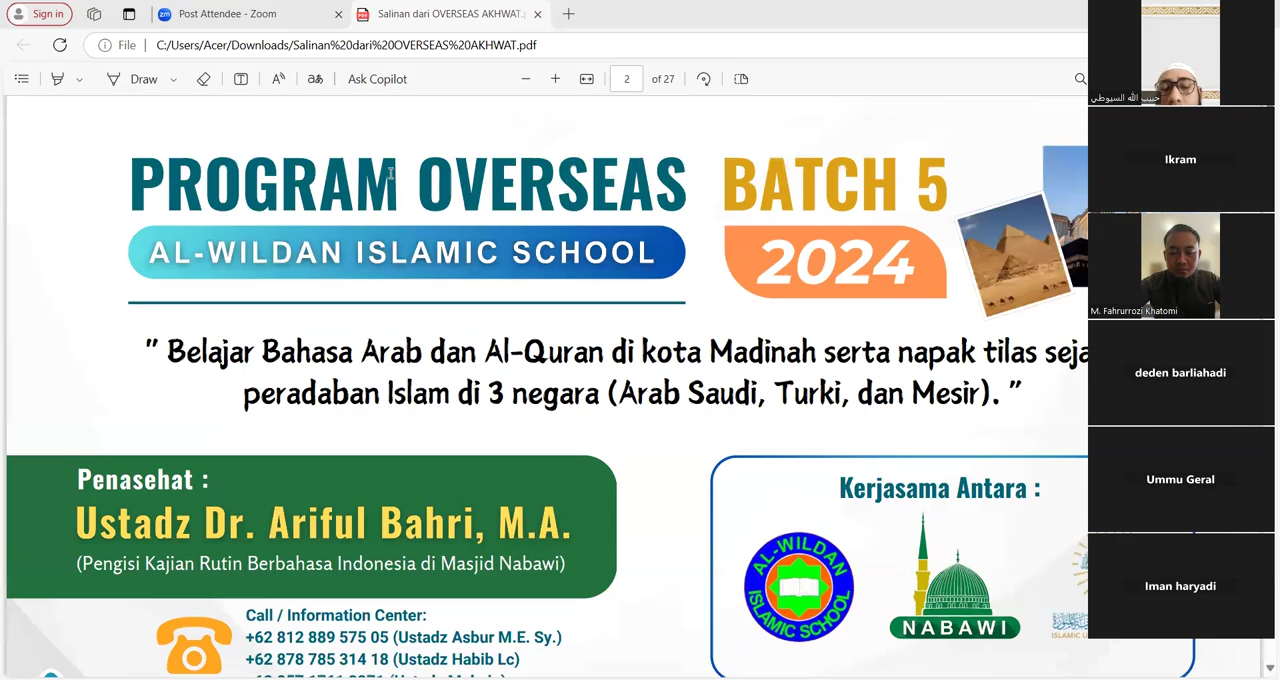 Sign in
Post Attendee - Zoom
Salinan dari OVERSEAS AKHWAT.
File
C:/Users/Acer/Downloads/Salinan%20dari%20OVERSEAS%20AKHWAT.pdf
Draw
Ask Copilot
2
of 27
PROGRAM OVERSEAS
BATCH 5
AL-WILDAN ISLAMIC SCHOOL
2024
" Belajar Bahasa Arab dan Al-Quran di kota Madinah serta napak tilas seja
peradaban Islam di 3 negara (Arab Saudi, Turki, dan Mesir). "
Penasehat :
Ustadz Dr. Ariful Bahri, M.A.
(Pengisi Kajian Rutin Berbahasa Indonesia di Masjid Nabawi)
Call / Information Center:
+62 812 889 575 05 (Ustadz Asbur M.E. Sy.)
+62 878 785 314 18 (Ustadz Habib Lc)
Kerjasama Antara :
AL-WILDAN
ISLAMIC SCHOOL
NABAWI
حبيب الله السيوطي
Ikram
M. Fahrurrozi Khatomi
deden barliahadi
Ummu Geral
Iman haryadi